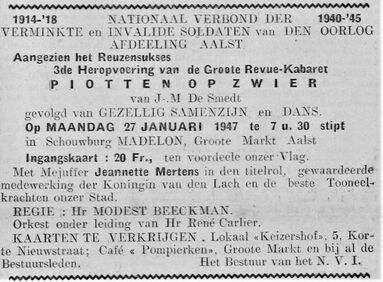 1914-'18 NATIONAAL VERBOND DER 1940-'45
VERMINKTE en INVALIDE SOLDATEN van DEN OORLOG
AFDEELING AALST
Aangezien het Reuzensukses
3de Heropvoering van de Groote Revue-Kabaret
PIOTTEN OP ZWIER
van J-.M De Smedt
gevolgd van GEZELLIG SAMENZIJN en DANS.
Op MAANDAG 27 JANUARI 1947 te 7 u. 30 stipt
in Schouwburg MADELON, Groote Markt Aalst
Ingangskaart : 20 Fr., ten voordeele onzer Vlag.
Met Mejuffer Jeannette Mertens in den titelrol, gewaardeerde
medewerking der Koningin van den Lach en de beste Tooneel-
krachten onzer Stad.
REGIE : Hr MODEST BEECKMAN.
Orkest onder leiding van Hr René Carlier.
KAARTEN TE VERKRIJGEN . Lokaal «Keizershof», 5, Kor-
te Nieuwstraat; Café « Pompierken», Groote Markt en bij al de
Bestuursleden. Het Bestuur van het N. V. I.